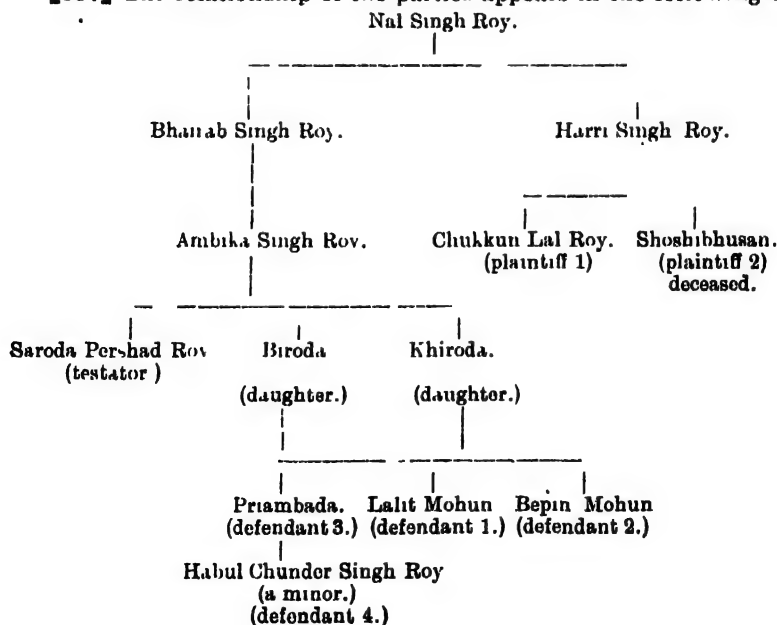 relationship of the parties appears in the following
Nal Singh Roy.
Bhanab Singh Roy. Harri Singh Roy.
Ambika Singh Roy. Chukkun Lal Roy. Shoshibhusan.
(plaintiff 1) (plaintiff 2)
deceased.
Saroda Pershad Roy Biroda Khiroda.
(testator)
(daughter.) (daughter.)
Priambada. Lalit Mohun Bepin Mohun
(defendant 3.) (defendant 1.) (defendant 2.)
Habul Chunder Singh Roy
(a minor.)
(defendant 4.)